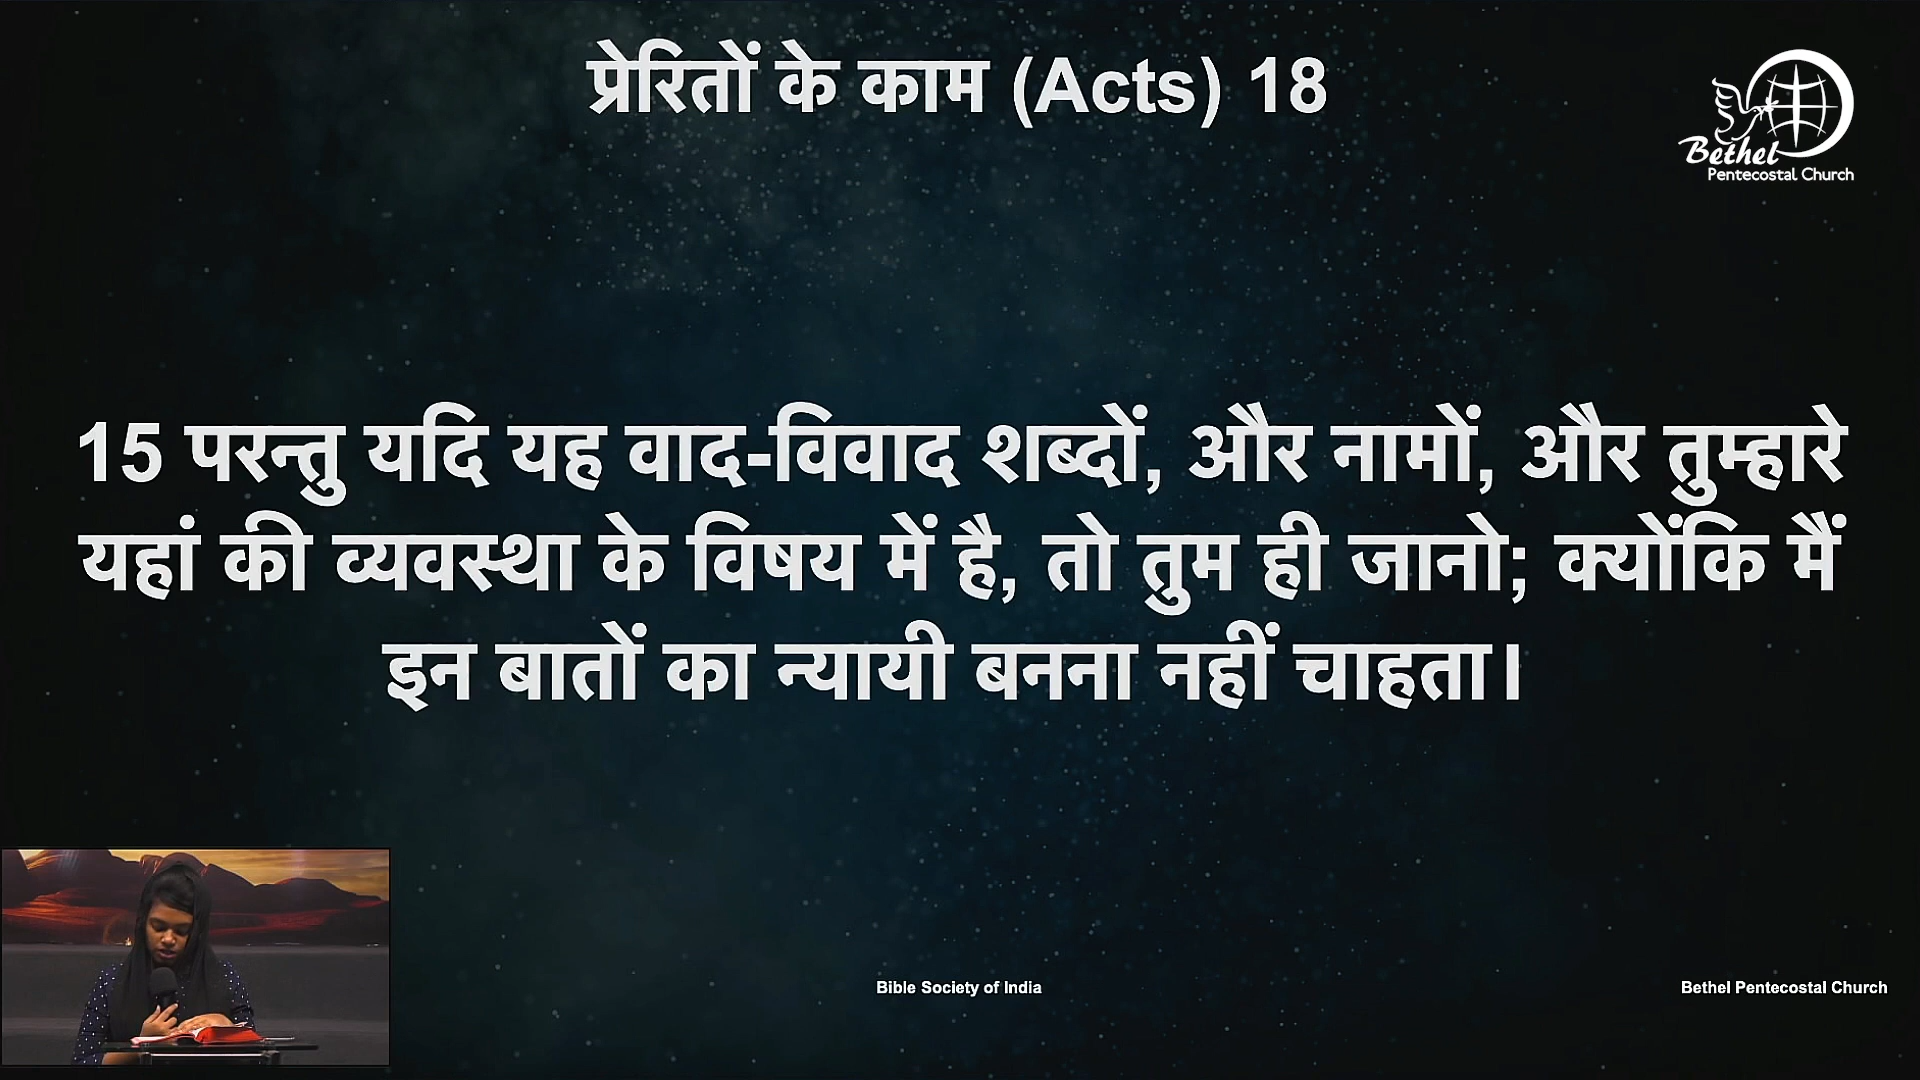 प्रेरितों के काम (Acts) 18
Bethel
Pentecostal Church
15 परन्तु यदि यह वाद-विवाद शब्दों, और नामों, और तुम्हारे
यहां की व्यवस्था के विषय में है, तो तुम ही जानो; क्योंकि मैं
इन बातों का न्यायी बनना नहीं चाहता।
Bible Society of India
Bethel Pentecostal Church